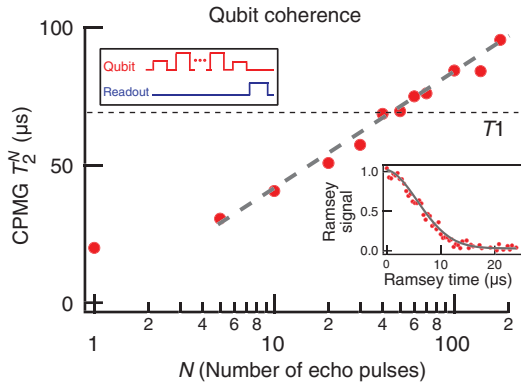 Qubit coherence
CPMG T₂ᴺ (µs)
100
50
0
Qubit
Readout
T1
Ramsey signal
1.0
0.5
0.0
0 10 20
Ramsey time (µs)
1 2 4 6 8 10 2 4 6 8 100 2
N (Number of echo pulses)